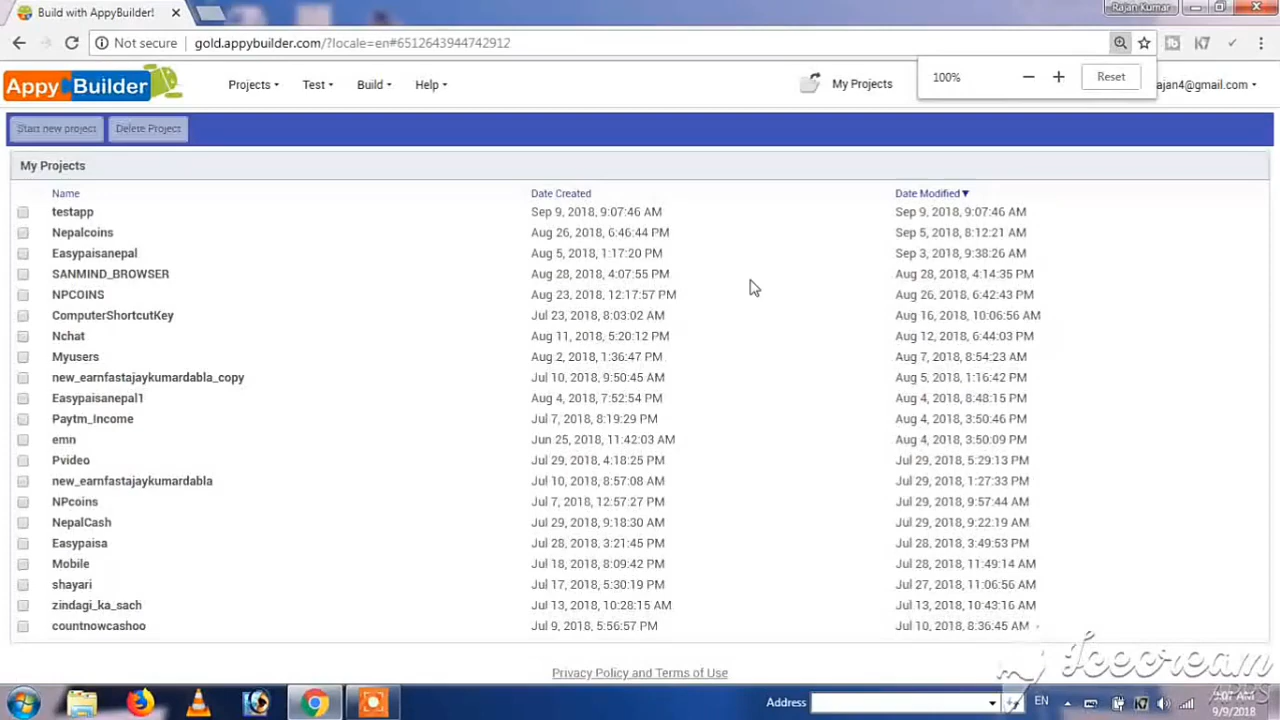 Build with AppyBuilder!
Rajan Kumar
Not secure gold.appybuilder.com/?locale=en#6512643944742912
AppyBuilder Projects Test Build Help My Projects ajan4@gmail.com
100% Reset
Start new project Delete Project
My Projects
Name Date Created Date Modified
testapp Sep 9, 2018, 9:07:46 AM Sep 9, 2018, 9:07:46 AM
Nepalcoins Aug 26, 2018, 6:46:44 PM Sep 5, 2018, 8:12:21 AM
Easypaisanepal Aug 5, 2018, 1:17:20 PM Sep 3, 2018, 9:38:26 AM
SANMIND_BROWSER Aug 28, 2018, 4:07:55 PM Aug 28, 2018, 4:14:35 PM
NPCOINS Aug 23, 2018, 12:17:57 PM Aug 26, 2018, 6:42:43 PM
ComputerShortcutKey Jul 23, 2018, 8:03:02 AM Aug 16, 2018, 10:06:56 AM
Nchat Aug 11, 2018, 5:20:12 PM Aug 12, 2018, 6:44:03 PM
Myusers Aug 2, 2018, 1:36:47 PM Aug 7, 2018, 8:54:23 AM
new_earnfastajaykumardabla_copy Jul 10, 2018, 9:50:45 AM Aug 5, 2018, 1:16:42 PM
Easypaisanepal1 Aug 4, 2018, 7:52:54 PM Aug 4, 2018, 8:48:15 PM
Paytm_Income Jul 7, 2018, 8:19:29 PM Aug 4, 2018, 3:50:46 PM
emn Jun 25, 2018, 11:42:03 AM Aug 4, 2018, 3:50:09 PM
Pvideo Jul 29, 2018, 4:18:25 PM Jul 29, 2018, 5:29:13 PM
new_earnfastajaykumardabla Jul 10, 2018, 8:57:08 AM Jul 29, 2018, 1:27:33 PM
NPcoins Jul 7, 2018, 12:57:27 PM Jul 29, 2018, 9:57:44 AM
NepalCash Jul 29, 2018, 9:18:30 AM Jul 29, 2018, 9:22:19 AM
Easypaisa Jul 28, 2018, 3:21:45 PM Jul 28, 2018, 3:49:53 PM
Mobile Jul 18, 2018, 8:09:42 PM Jul 28, 2018, 11:49:14 AM
shayari Jul 17, 2018, 5:30:19 PM Jul 27, 2018, 11:06:56 AM
zindagi_ka_sach Jul 13, 2018, 10:28:15 AM Jul 13, 2018, 10:43:16 AM
countnowcashoo Jul 9, 2018, 5:56:57 PM Jul 10, 2018, 8:36:45 AM
Privacy Policy and Terms of Use
Icecream
APPS
Address EN 9:07 AM
9/9/2018